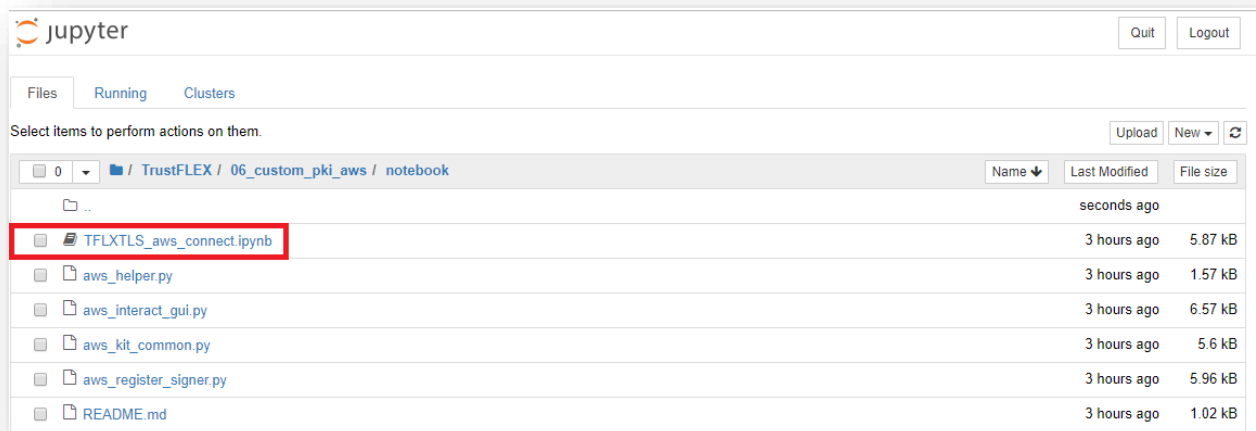 jupyter
Quit Logout
Files Running Clusters
Select items to perform actions on them.
Upload New
0 / TrustFLEX / 06_custom_pki_aws / notebook Name Last Modified File size
.. seconds ago
TFLXTLS_aws_connect.ipynb 3 hours ago 5.87 kB
aws_helper.py 3 hours ago 1.57 kB
aws_interact_gui.py 3 hours ago 6.57 kB
aws_kit_common.py 3 hours ago 5.6 kB
aws_register_signer.py 3 hours ago 5.96 kB
README.md 3 hours ago 1.02 kB